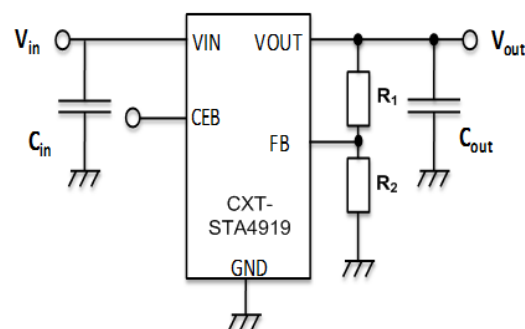 Vin
VIN
VOUT
Vout
R1
CEB
Cin
FB
Cout
R2
CXT-
STA4919
GND